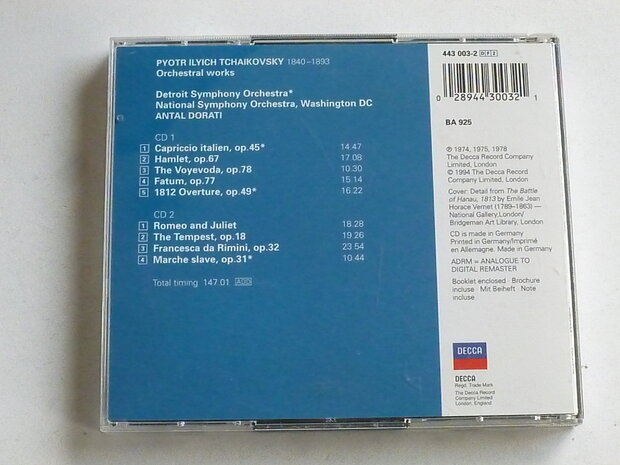 PYOTR ILYICH TCHAIKOVSKY 1840–1893
Orchestral works
Detroit Symphony Orchestra*
National Symphony Orchestra, Washington DC
ANTAL DORATI
CD 1
1 Capriccio italien, op.45* 14.47
2 Hamlet, op.67 17.08
3 The Voyevoda, op.78 10.30
4 Fatum, op.77 15.14
5 1812 Overture, op.49* 16.22
CD 2
1 Romeo and Juliet 18.28
2 The Tempest, op.18 19.26
3 Francesca da Rimini, op.32 23.54
4 Marche slave, op.31* 10.44
Total timing 147.01 ADD
443 003-2 DF2
0 28944 30032 1
BA 925
℗ 1974, 1975, 1978
The Decca Record Company
Limited, London
© 1994 The Decca Record
Company Limited, London
Cover: Detail from The Battle
of Hanau, 1813 by Emile Jean
Horace Vernet (1789–1863) —
National Gallery,London/
Bridgeman Art Library, London
CD is made in Germany
Printed in Germany/Imprimé
en Allemagne. Made in Germany
ADRM = ANALOGUE TO
DIGITAL REMASTER
Booklet enclosed · Brochure
incluse · Mit Beiheft · Note
incluse
DECCA
DECCA
Regd. Trade Mark
The Decca Record
Company Limited
London, England